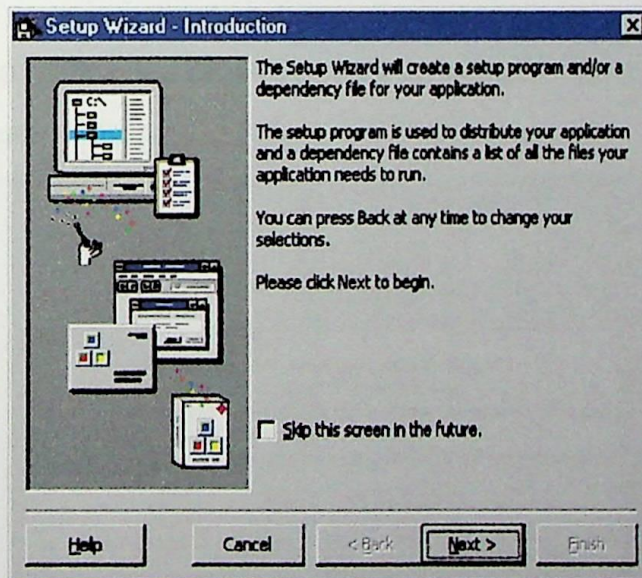 Setup Wizard - Introduction
The Setup Wizard will create a setup program and/or a
dependency file for your application.
The setup program is used to distribute your application
and a dependency file contains a list of all the files your
application needs to run.
You can press Back at any time to change your
selections.
Please click Next to begin.
C:\
Skip this screen in the future.
Help
Cancel
< Back
Next >
Finish